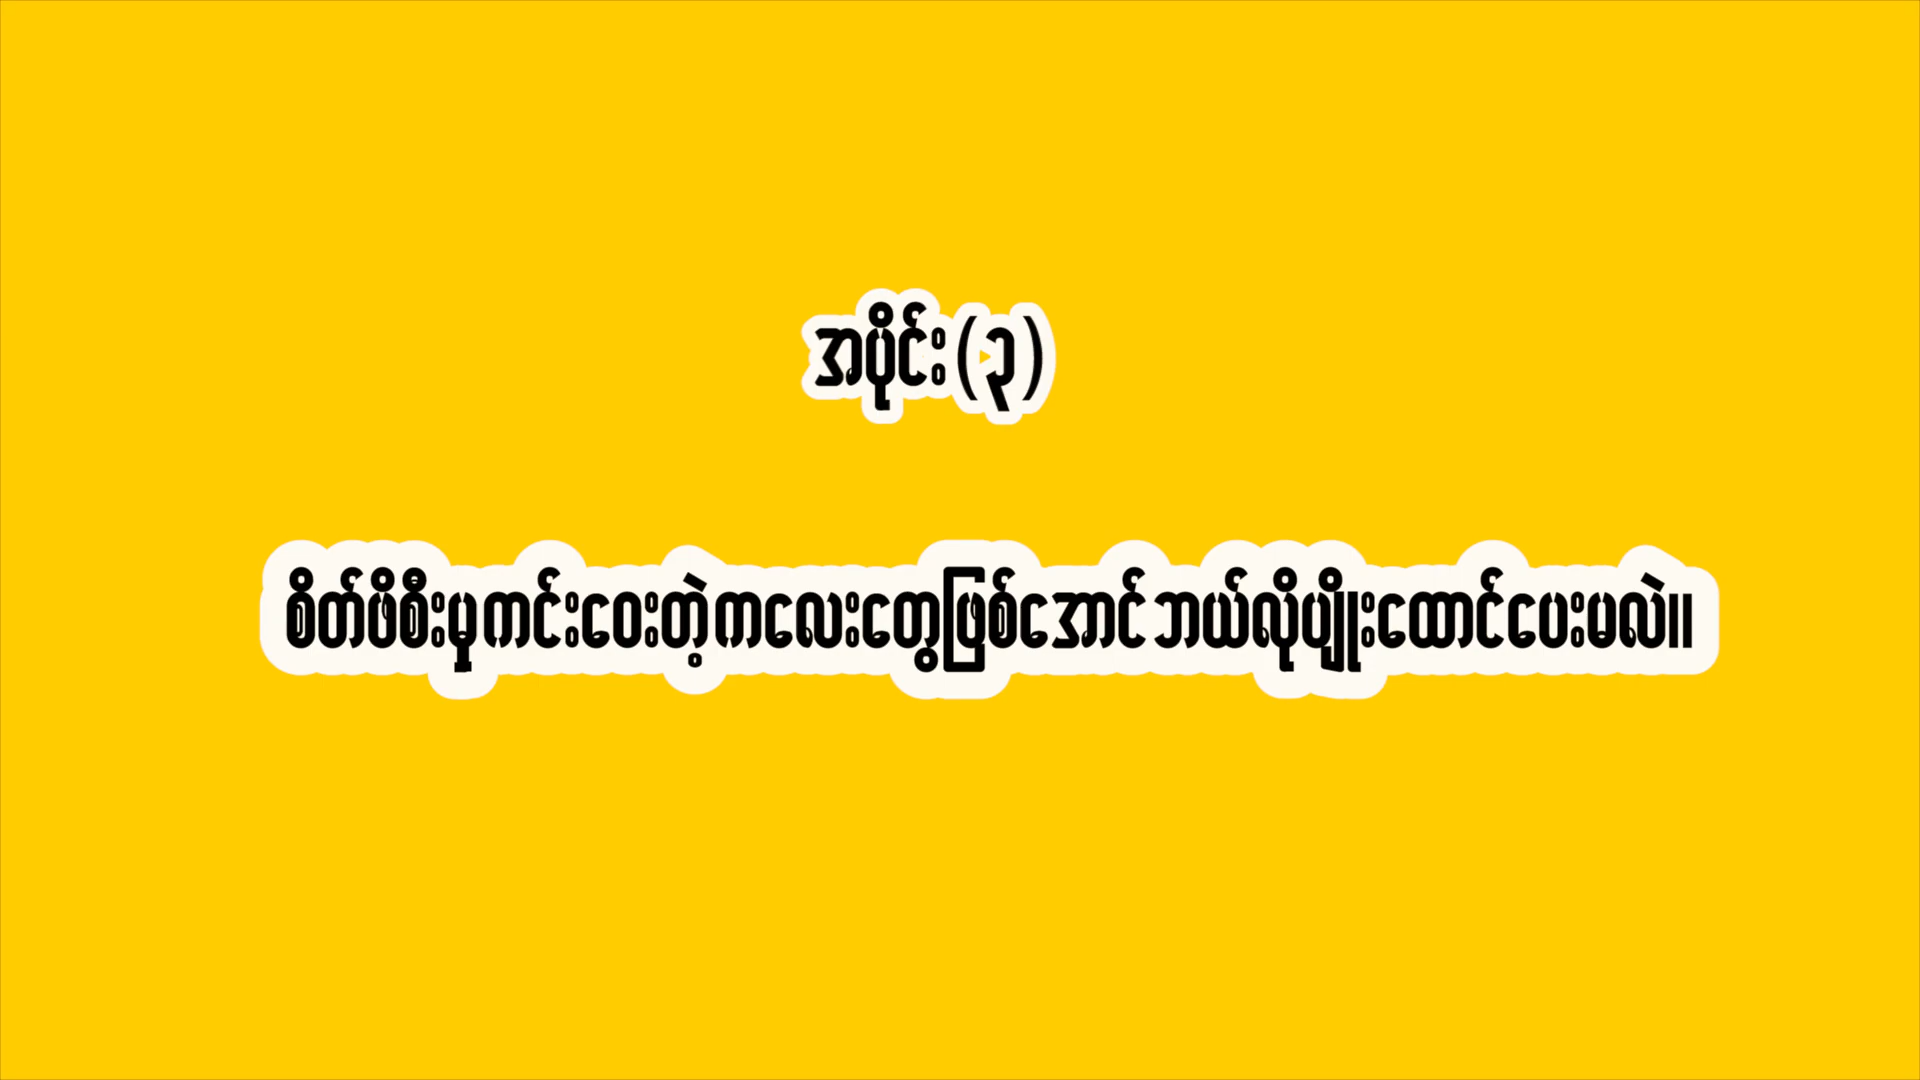 အပိုင်း(၃)
စိတ်ဖိစီးမှုကင်းဝေးတဲ့ကလေးတွေဖြစ်အောင် ဘယ်လိုပျိုးထောင်ပေးမလဲ။